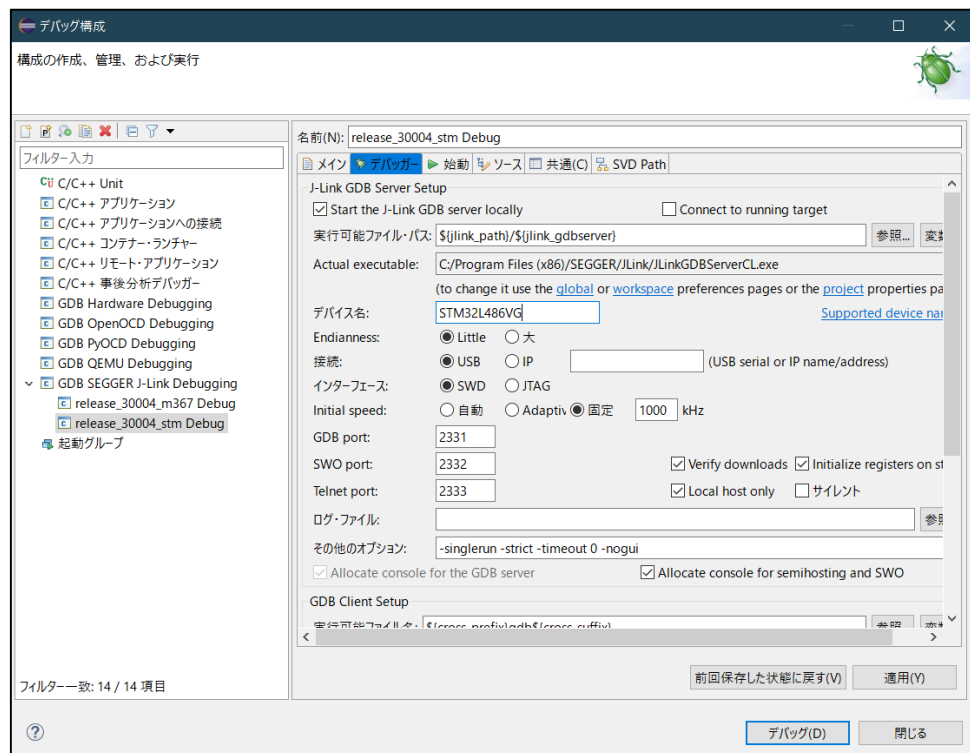 デバッグ構成
構成の作成、管理、および実行
フィルター入力
C/C++ Unit
C/C++ アプリケーション
C/C++ アプリケーションへの接続
C/C++ コンテナー・ランチャー
C/C++ リモート・アプリケーション
C/C++ 事後分析デバッガー
GDB Hardware Debugging
GDB OpenOCD Debugging
GDB PyOCD Debugging
GDB QEMU Debugging
GDB SEGGER J-Link Debugging
release_30004_m367 Debug
release_30004_stm Debug
起動グループ
フィルター一致: 14 / 14 項目
名前(N): release_30004_stm Debug
メイン デバッガー 始動 ソース 共通(C) SVD Path
J-Link GDB Server Setup
Start the J-Link GDB server locally Connect to running target
実行可能ファイル・パス: ${jlink_path}/${jlink_gdbserver} 参照... 変数
Actual executable: C:/Program Files (x86)/SEGGER/JLink/JLinkGDBServerCL.exe
(to change it use the global or workspace preferences pages or the project properties pa
デバイス名: STM32L486VG Supported device nar
Endianness: Little 大
接続: USB IP (USB serial or IP name/address)
インターフェース: SWD JTAG
Initial speed: 自動 Adaptiv 固定 1000 kHz
GDB port: 2331
SWO port: 2332 Verify downloads Initialize registers on st
Telnet port: 2333 Local host only サイレント
ログ・ファイル: 参照
その他のオプション: -singlerun -strict -timeout 0 -nogui
Allocate console for the GDB server Allocate console for semihosting and SWO
GDB Client Setup
実行可能ファイル名: ${cross_prefix}gdb${cross_suffix} 参照
前回保存した状態に戻す(V) 適用(Y)
デバッグ(D) 閉じる